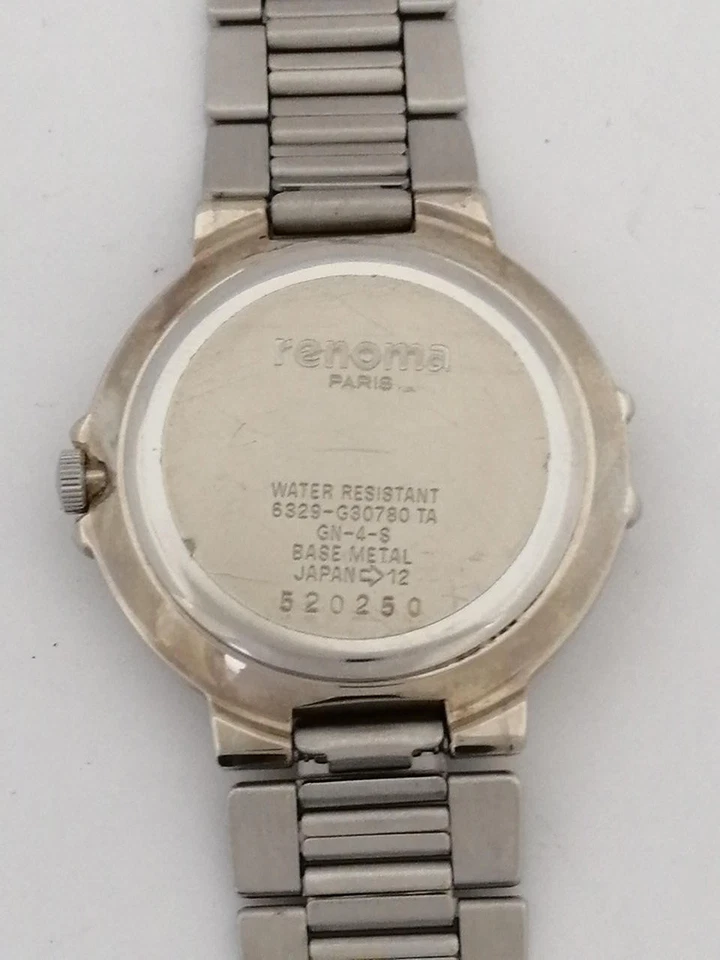 renoma
PARIS
WATER RESISTANT
6329-G30780 TA
GN-4-S
BASE METAL
JAPAN⇨12
520250